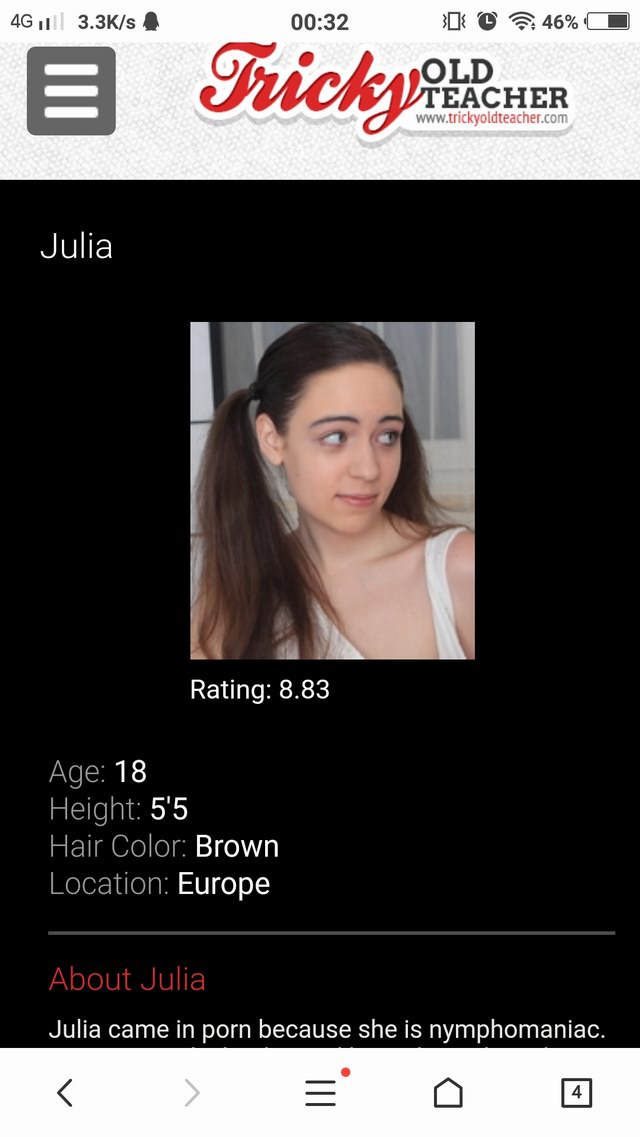 4G 3.3K/s 00:32 46%
Tricky OLD TEACHER
www.trickyoldteacher.com
Julia
Rating: 8.83
Age: 18
Height: 5'5
Hair Color: Brown
Location: Europe
About Julia
Julia came in porn because she is nymphomaniac.
4